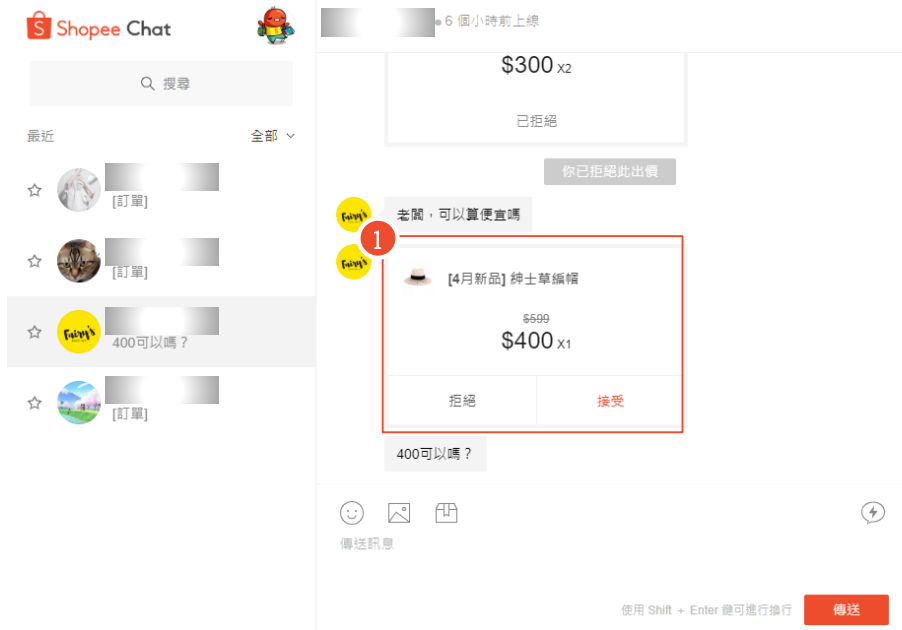 Shopee Chat
搜尋
最近
全部
[訂單]
[訂單]
Fairy's
400可以嗎？
[訂單]
6 個小時前上線
$300 X2
已拒絕
你已拒絕此出價
Fairy's
老闆，可以算便宜嗎
1
Fairy's
[4月新品] 紳士草編帽
$599
$400 X1
拒絕
接受
400可以嗎？
傳送訊息
使用 Shift + Enter 鍵可進行換行
傳送